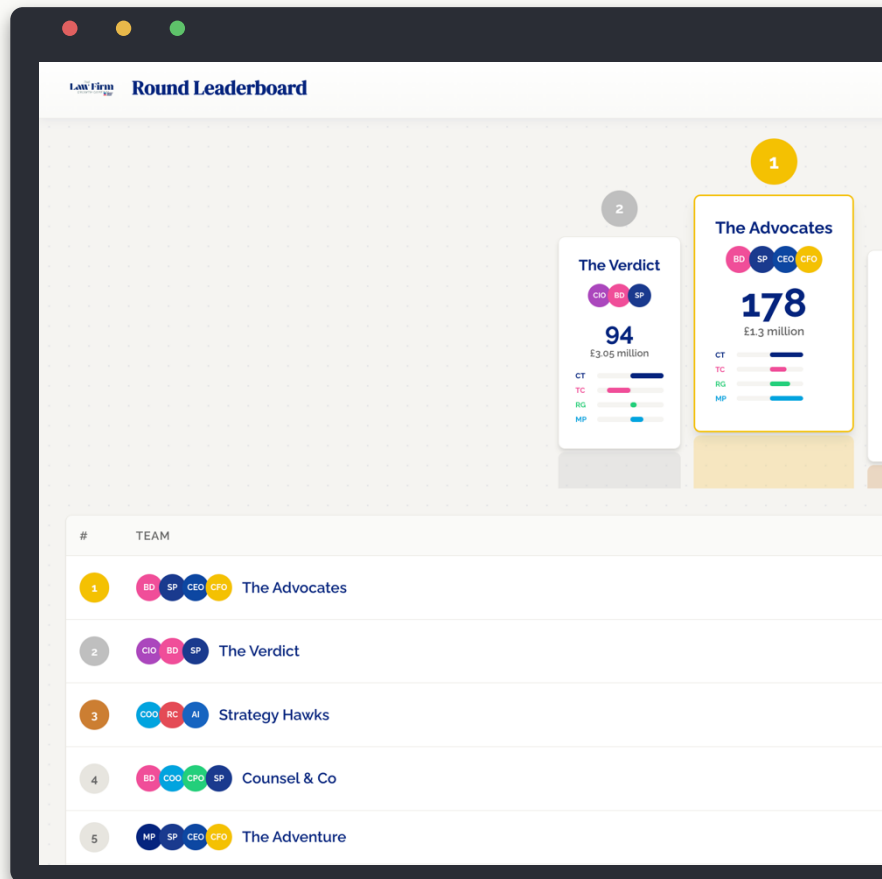 Law Firm
Round Leaderboard
1
2
The Advocates
BD SP CEO CFO
178
£1.3 million
CT
TC
RG
MP
The Verdict
CIO BD SP
94
£3.05 million
CT
TC
RG
MP
# TEAM
1 BD SP CEO CFO The Advocates
2 CIO BD SP The Verdict
3 COO RC AI Strategy Hawks
4 BD COO CPO SP Counsel & Co
5 MP SP CEO CFO The Adventure